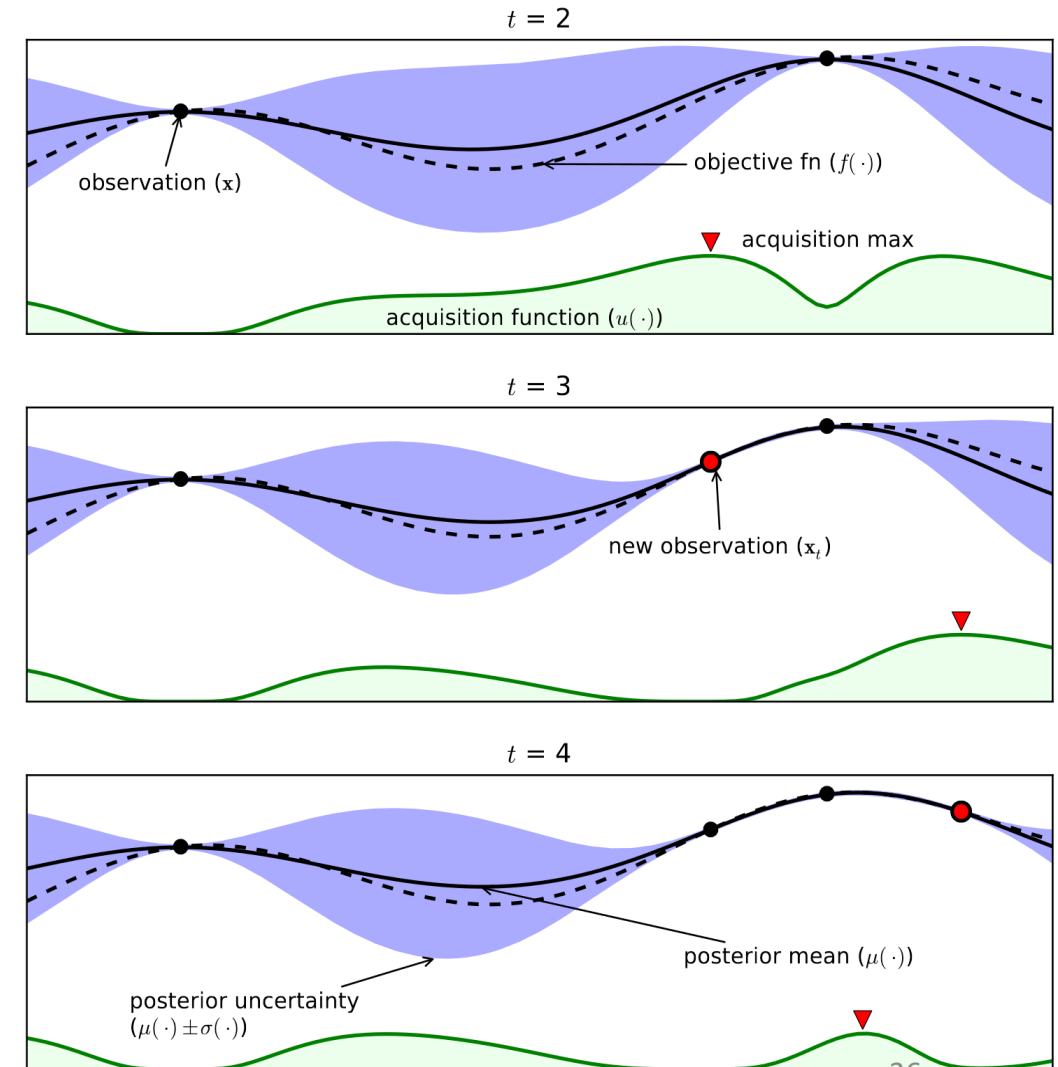 t = 2
observation (x)
objective fn (f(·))
acquisition max
acquisition function (u(·))
t = 3
new observation (xₜ)
t = 4
posterior mean (μ(·))
posterior uncertainty
(μ(·) ±σ(·))